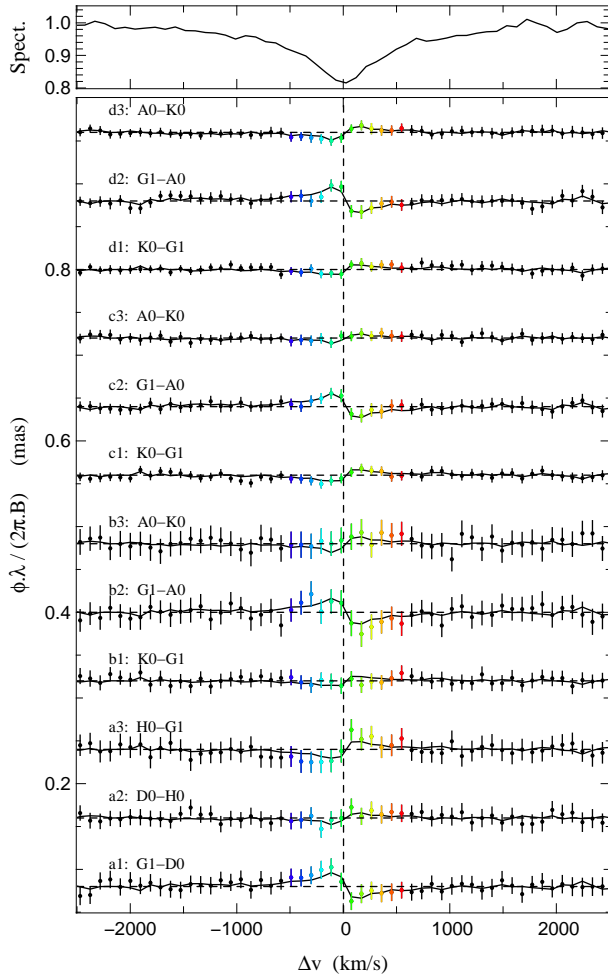 1.0
0.9
0.8
Spect.
d3: A0−K0
d2: G1−A0
d1: K0−G1
0.8
c3: A0−K0
c2: G1−A0
0.6
c1: K0−G1
b3: A0−K0
b2: G1−A0
0.4
b1: K0−G1
a3: H0−G1
0.2
a2: D0−H0
a1: G1−D0
ϕ.λ / (2π.B) (mas)
−2000 −1000 0 1000 2000
Δv (km/s)